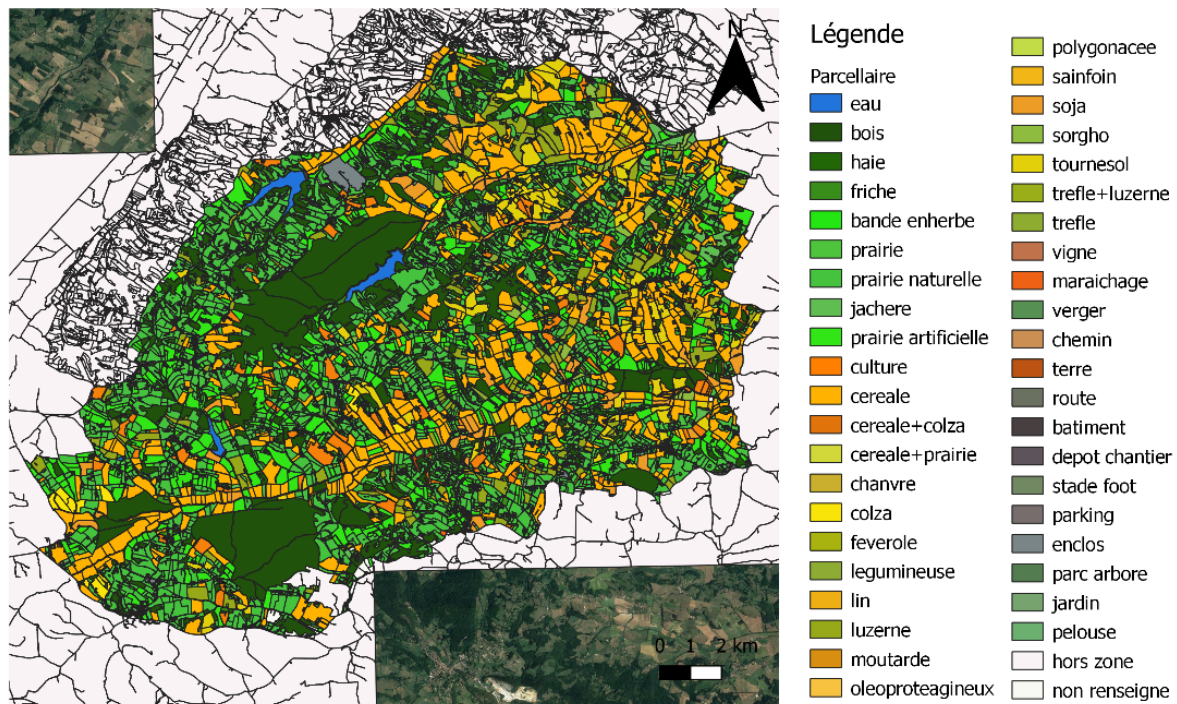 N
0 1 2 km
Légende
Parcellaire
eau
bois
haie
friche
bande enherbe
prairie
prairie naturelle
jachere
prairie artificielle
culture
cereale
cereale+colza
cereale+prairie
chanvre
colza
feverole
legumineuse
lin
luzerne
moutarde
oleoproteagineux
polygonacee
sainfoin
soja
sorgho
tournesol
trefle+luzerne
trefle
vigne
maraichage
verger
chemin
terre
route
batiment
depot chantier
stade foot
parking
enclos
parc arbore
jardin
pelouse
hors zone
non renseigne